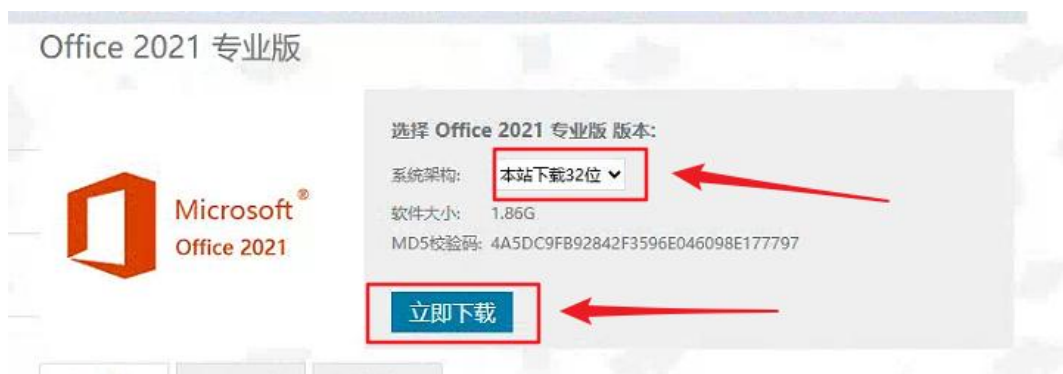 Office 2021 专业版
选择 Office 2021 专业版 版本:
系统架构: 本站下载32位
Microsoft®
Office 2021
软件大小: 1.86G
MD5校验码: 4A5DC9FB92842F3596E046098E177797
立即下载